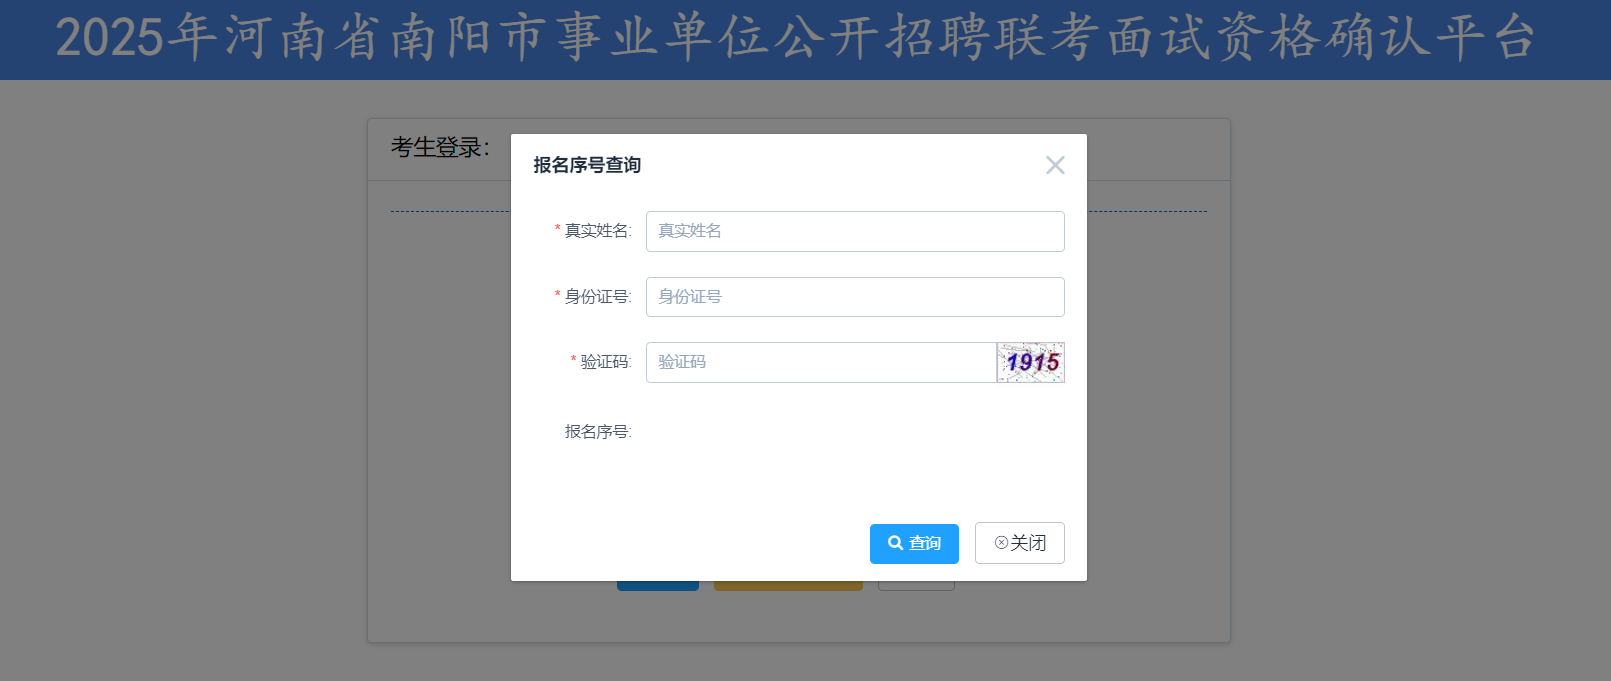 2025年河南省南阳市事业单位公开招聘联考面试资格确认平台
考生登录：
报名序号查询
* 真实姓名: 真实姓名
* 身份证号: 身份证号
* 验证码: 验证码 1915
报名序号:
查询 关闭